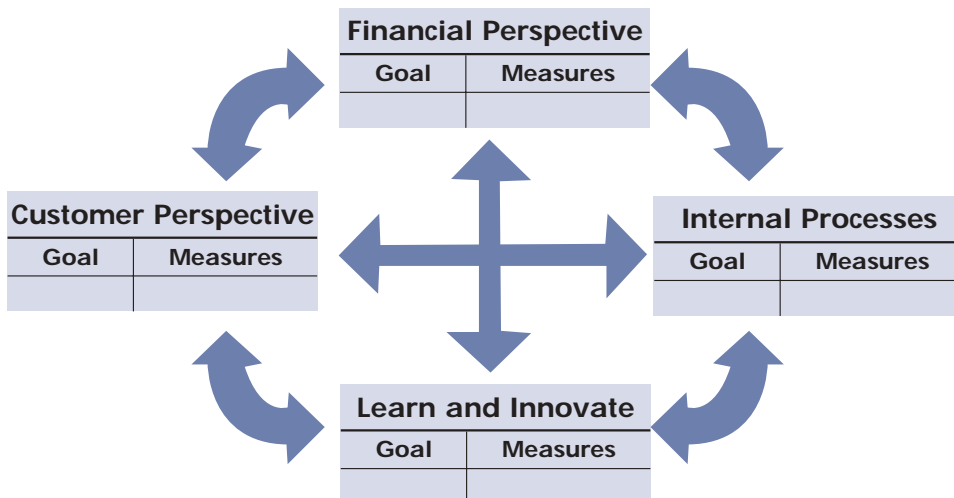 Financial Perspective
Goal Measures
Customer Perspective
Goal Measures
Internal Processes
Goal Measures
Learn and Innovate
Goal Measures